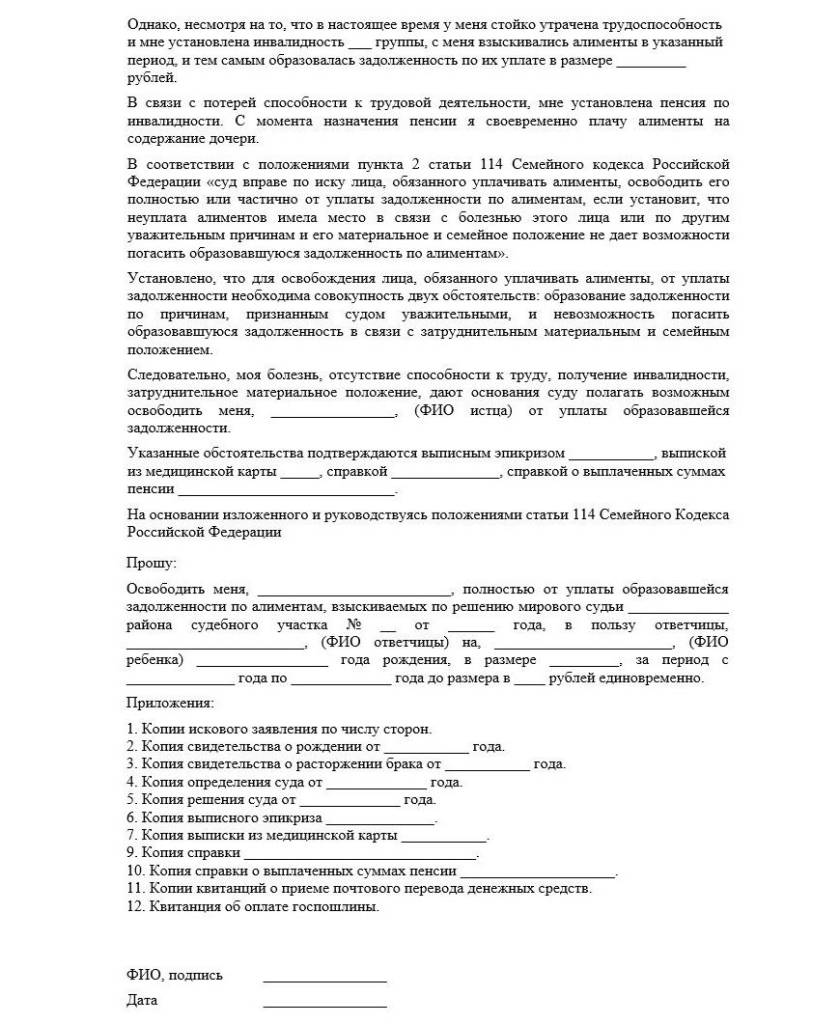 Однако, несмотря на то, что в настоящее время у меня стойко утрачена трудоспособность
и мне установлена инвалидность ___ группы, с меня взыскивались алименты в указанный
период, и тем самым образовалась задолженность по их уплате в размере _________
рублей.
В связи с потерей способности к трудовой деятельности, мне установлена пенсия по
инвалидности. С момента назначения пенсии я своевременно плачу алименты на
содержание дочери.
В соответствии с положениями пункта 2 статьи 114 Семейного кодекса Российской
Федерации «суд вправе по иску лица, обязанного уплачивать алименты, освободить его
полностью или частично от уплаты задолженности по алиментам, если установит, что
неуплата алиментов имела место в связи с болезнью этого лица или по другим
уважительным причинам и его материальное и семейное положение не дает возможности
погасить образовавшуюся задолженность по алиментам».
Установлено, что для освобождения лица, обязанного уплачивать алименты, от уплаты
задолженности необходима совокупность двух обстоятельств: образование задолженности
по причинам, признанным судом уважительными, и невозможность погасить
образовавшуюся задолженность в связи с затруднительным материальным и семейным
положением.
Следовательно, моя болезнь, отсутствие способности к труду, получение инвалидности,
затруднительное материальное положение, дают основания суду полагать возможным
освободить меня, ________________, (ФИО истца) от уплаты образовавшейся
задолженности.
Указанные обстоятельства подтверждаются выписным эпикризом ___________, выпиской
из медицинской карты _____, справкой ______________, справкой о выплаченных суммах
пенсии ____________________________.
На основании изложенного и руководствуясь положениями статьи 114 Семейного Кодекса
Российской Федерации
Прошу:
Освободить меня, _________________________, полностью от уплаты образовавшейся
задолженности по алиментам, взыскиваемых по решению мирового судьи _____________
района судебного участка № __ от ______ года, в пользу ответчицы,
_______________________, (ФИО ответчицы) на, _______________________, (ФИО
ребенка) _________________ года рождения, в размере _________, за период с
______________ года по _____________ года до размера в ____ рублей единовременно.
Приложения:
1. Копии искового заявления по числу сторон.
2. Копия свидетельства о рождении от ___________ года.
3. Копия свидетельства о расторжении брака от ___________ года.
4. Копия определения суда от _____________ года.
5. Копия решения суда от _____________ года.
6. Копия выписного эпикриза ______________.
7. Копия выписки из медицинской карты ___________.
9. Копия справки ______________________________.
10. Копия справки о выплаченных суммах пенсии ____________________.
11. Копии квитанций о приеме почтового перевода денежных средств.
12. Квитанция об оплате госпошлины.
ФИО, подпись ________________
Дата ________________